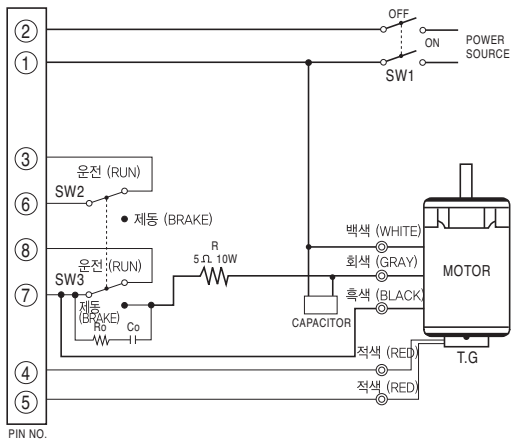 ②
①
③
⑥
⑧
⑦
④
⑤
PIN NO.
OFF
ON
POWER
SOURCE
SW1
운전 (RUN)
SW2
제동 (BRAKE)
운전 (RUN)
SW3
제동
(BRAKE)
Ro
Co
R
5 Ω 10W
CAPACITOR
백색 (WHITE)
회색 (GRAY)
흑색 (BLACK)
적색 (RED)
적색 (RED)
MOTOR
T.G